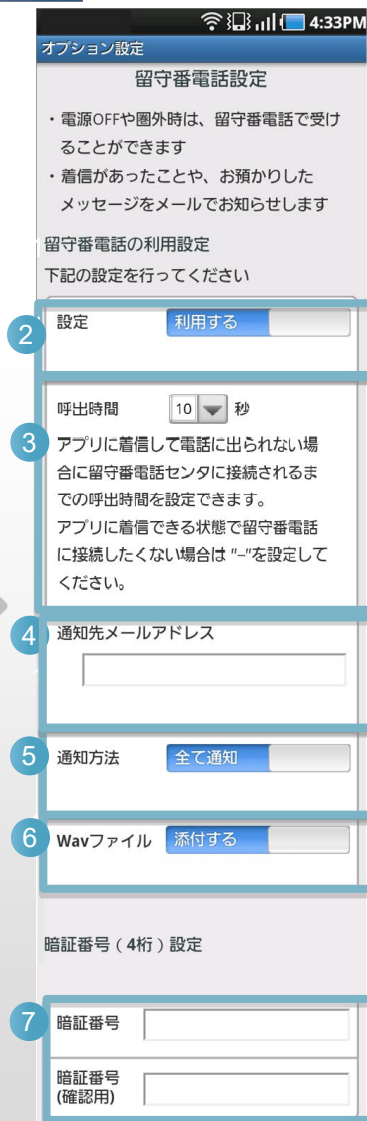 4:33PM
オプション設定
留守番電話設定
・電源OFFや圏外時は、留守番電話で受け
ることができます
・着信があったことや、お預かりした
メッセージをメールでお知らせします
留守番電話の利用設定
下記の設定を行ってください
2
設定 利用する
3
呼出時間 10 秒
アプリに着信して電話に出られない場
合に留守番電話センタに接続されるま
での呼出時間を設定できます。
アプリに着信できる状態で留守番電話
に接続したくない場合は "–"を設定して
ください。
4
通知先メールアドレス
5
通知方法 全て通知
6
Wavファイル 添付する
暗証番号(4桁)設定
7
暗証番号
暗証番号
(確認用)